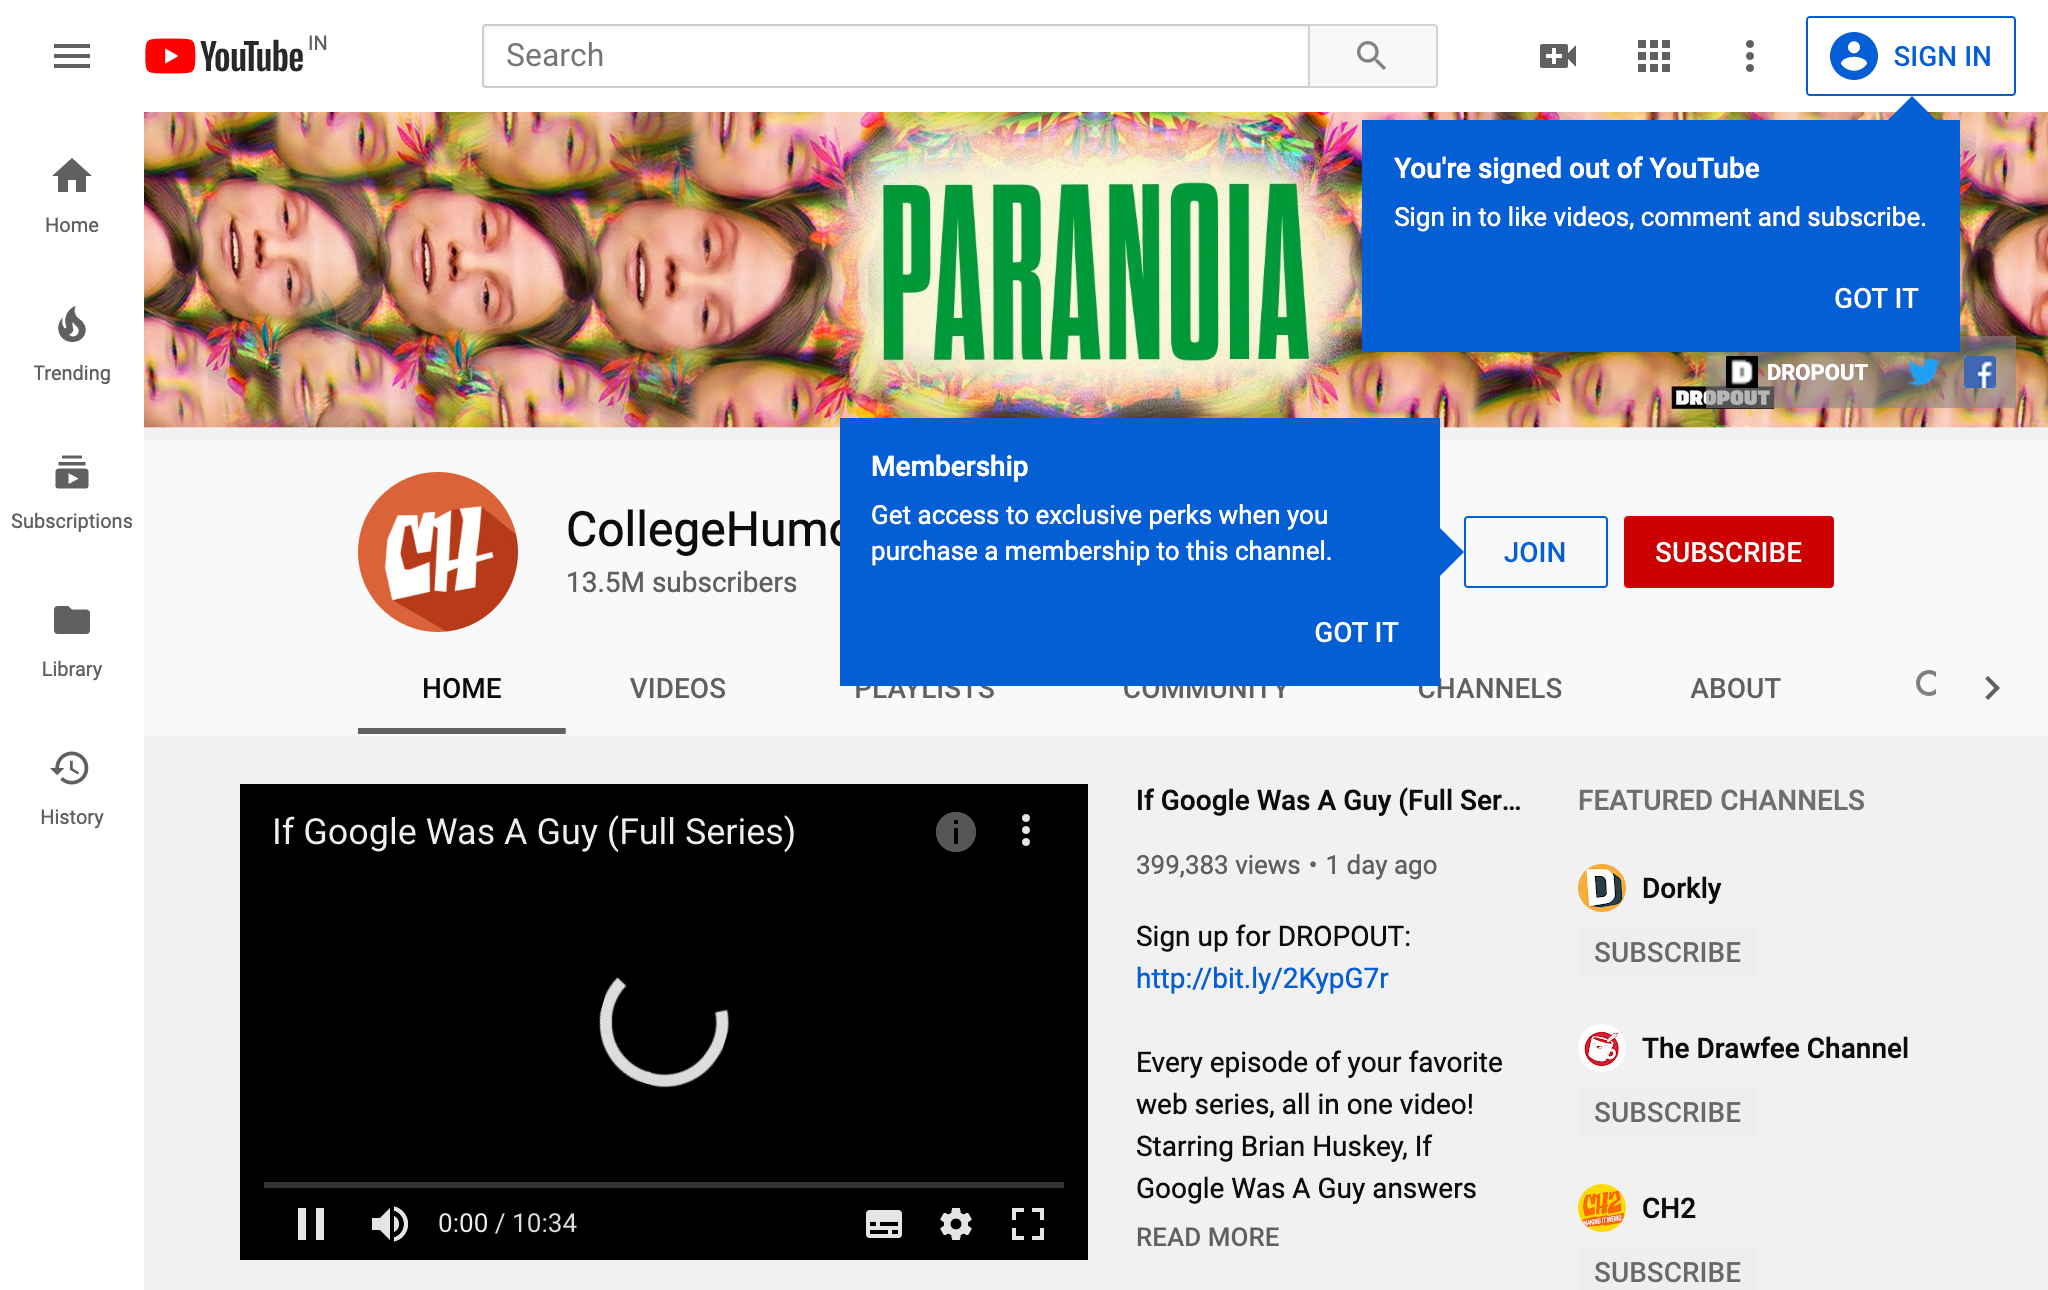 YouTube IN
Search
SIGN IN
Home
Trending
Subscriptions
Library
History
PARANOIA
You're signed out of YouTube
Sign in to like videos, comment and subscribe.
GOT IT
D DROPOUT
DROPOUT
CH
CollegeHumo
13.5M subscribers
Membership
Get access to exclusive perks when you
purchase a membership to this channel.
GOT IT
JOIN
SUBSCRIBE
HOME
VIDEOS
PLAYLISTS
COMMUNITY
CHANNELS
ABOUT
If Google Was A Guy (Full Series)
0:00 / 10:34
If Google Was A Guy (Full Ser...
399,383 views • 1 day ago
Sign up for DROPOUT:
http://bit.ly/2KypG7r
Every episode of your favorite
web series, all in one video!
Starring Brian Huskey, If
Google Was A Guy answers
READ MORE
FEATURED CHANNELS
Dorkly
SUBSCRIBE
The Drawfee Channel
SUBSCRIBE
CH2
MAKING IT WEIRD
CH2
SUBSCRIBE